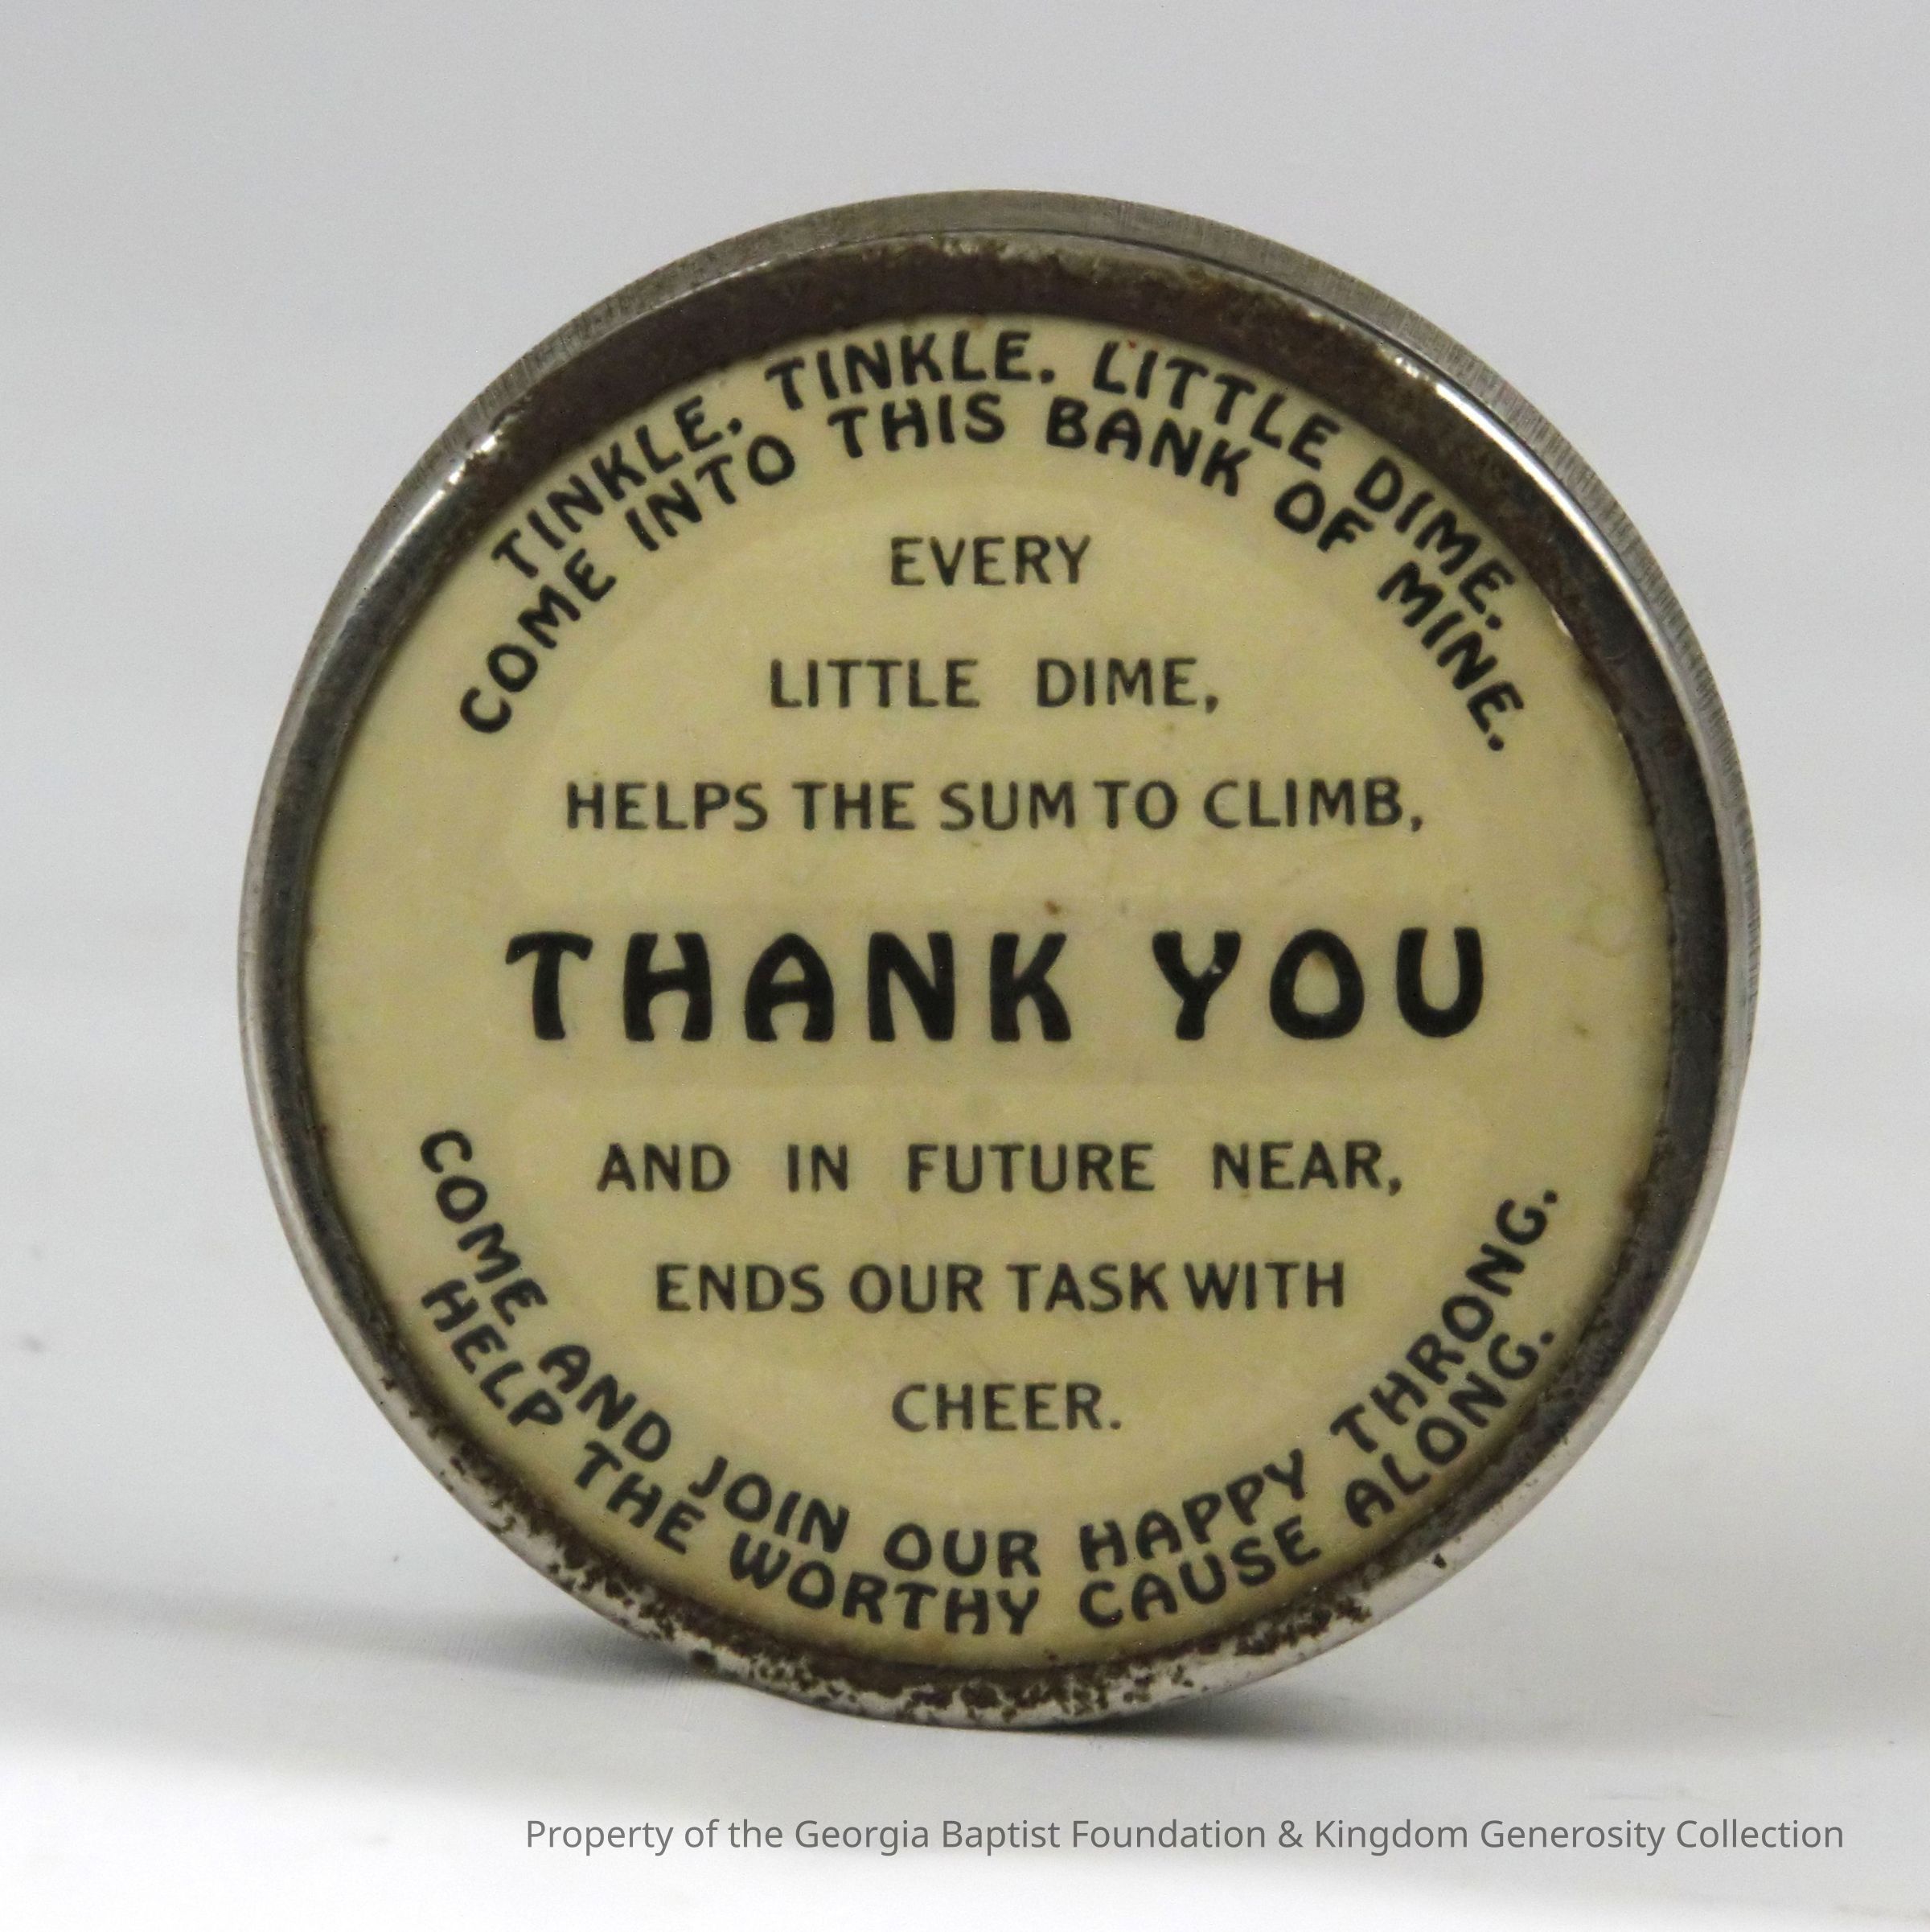 TINKLE, TINKLE, LITTLE DIME,
COME INTO THIS BANK OF MINE.
EVERY
LITTLE DIME,
HELPS THE SUM TO CLIMB,
THANK YOU
AND IN FUTURE NEAR,
ENDS OUR TASK WITH
CHEER.
COME AND JOIN OUR HAPPY THRONG,
HELP THE WORTHY CAUSE ALONG.
Property of the Georgia Baptist Foundation & Kingdom Generosity Collection